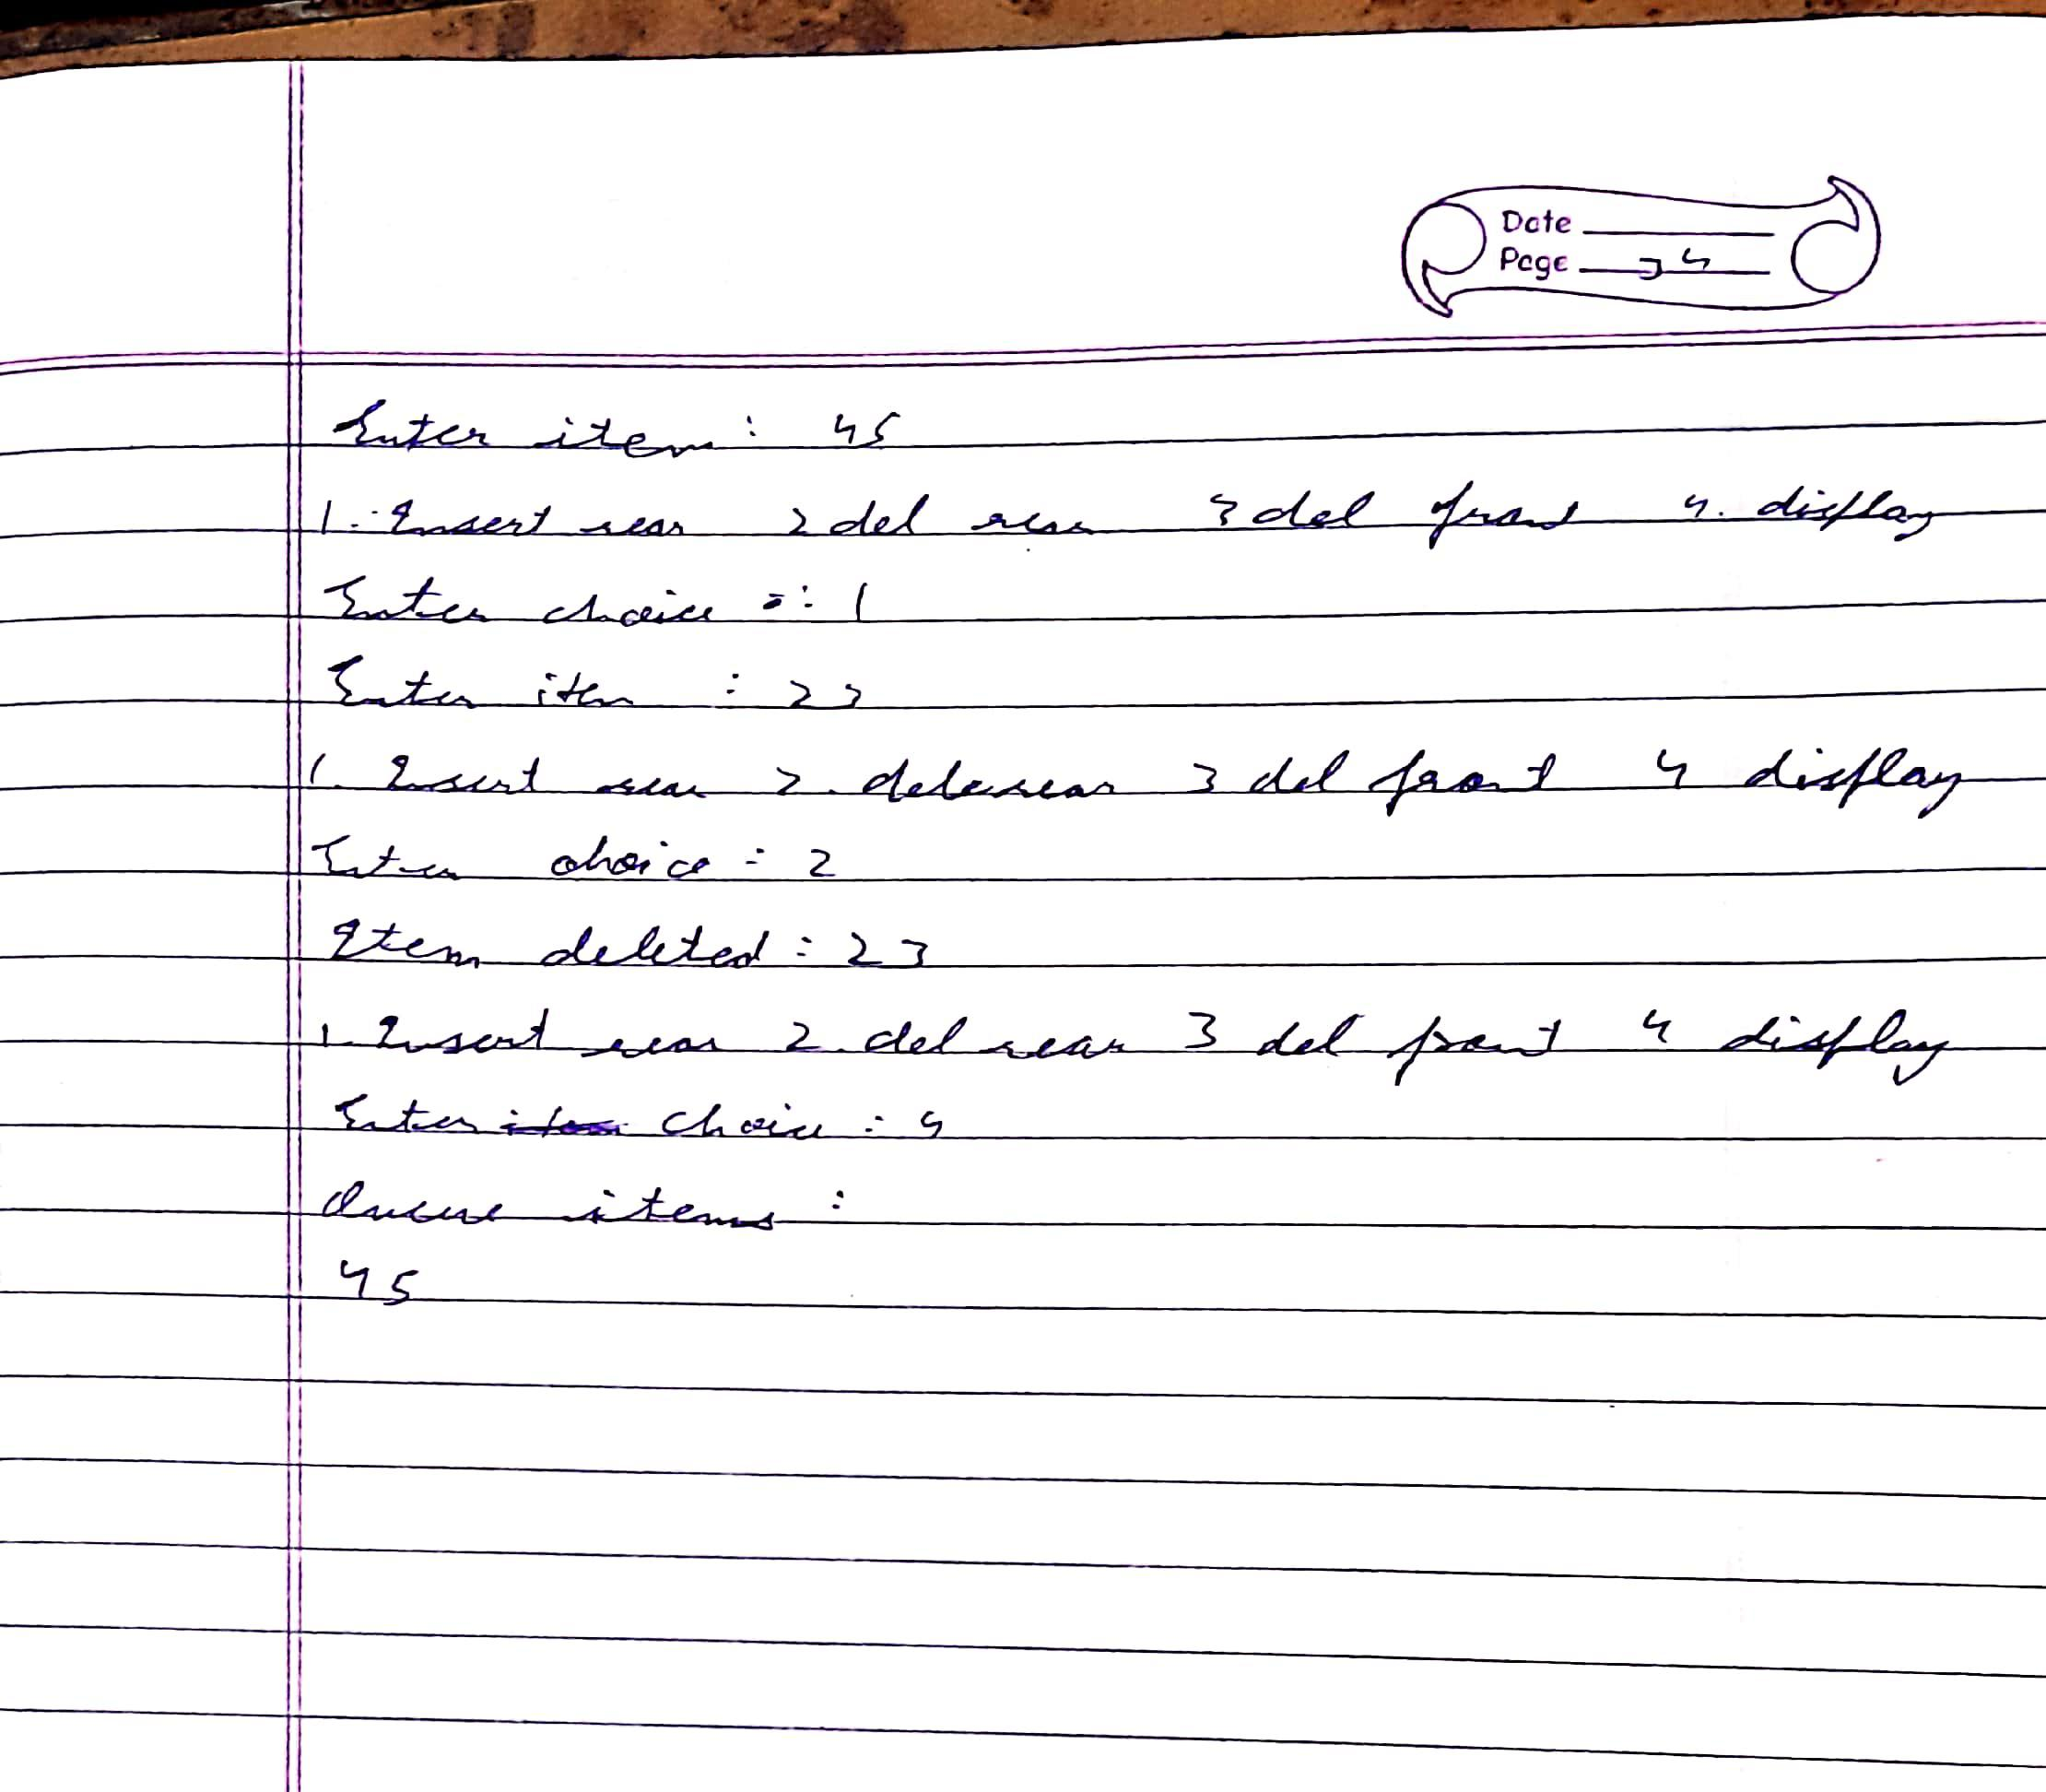 Date
Page 34
Enter item : 45
1. Insert rear 2 del rear 3 del front 4. display
Enter choice : 1
Enter item : 23
1. Insert rear 2. delerear 3 del front 4 display
Enter choice : 2
Item deleted : 23
1. Insert rear 2. del rear 3 del front 4 display
Enter choice : 4
Queue items :
45